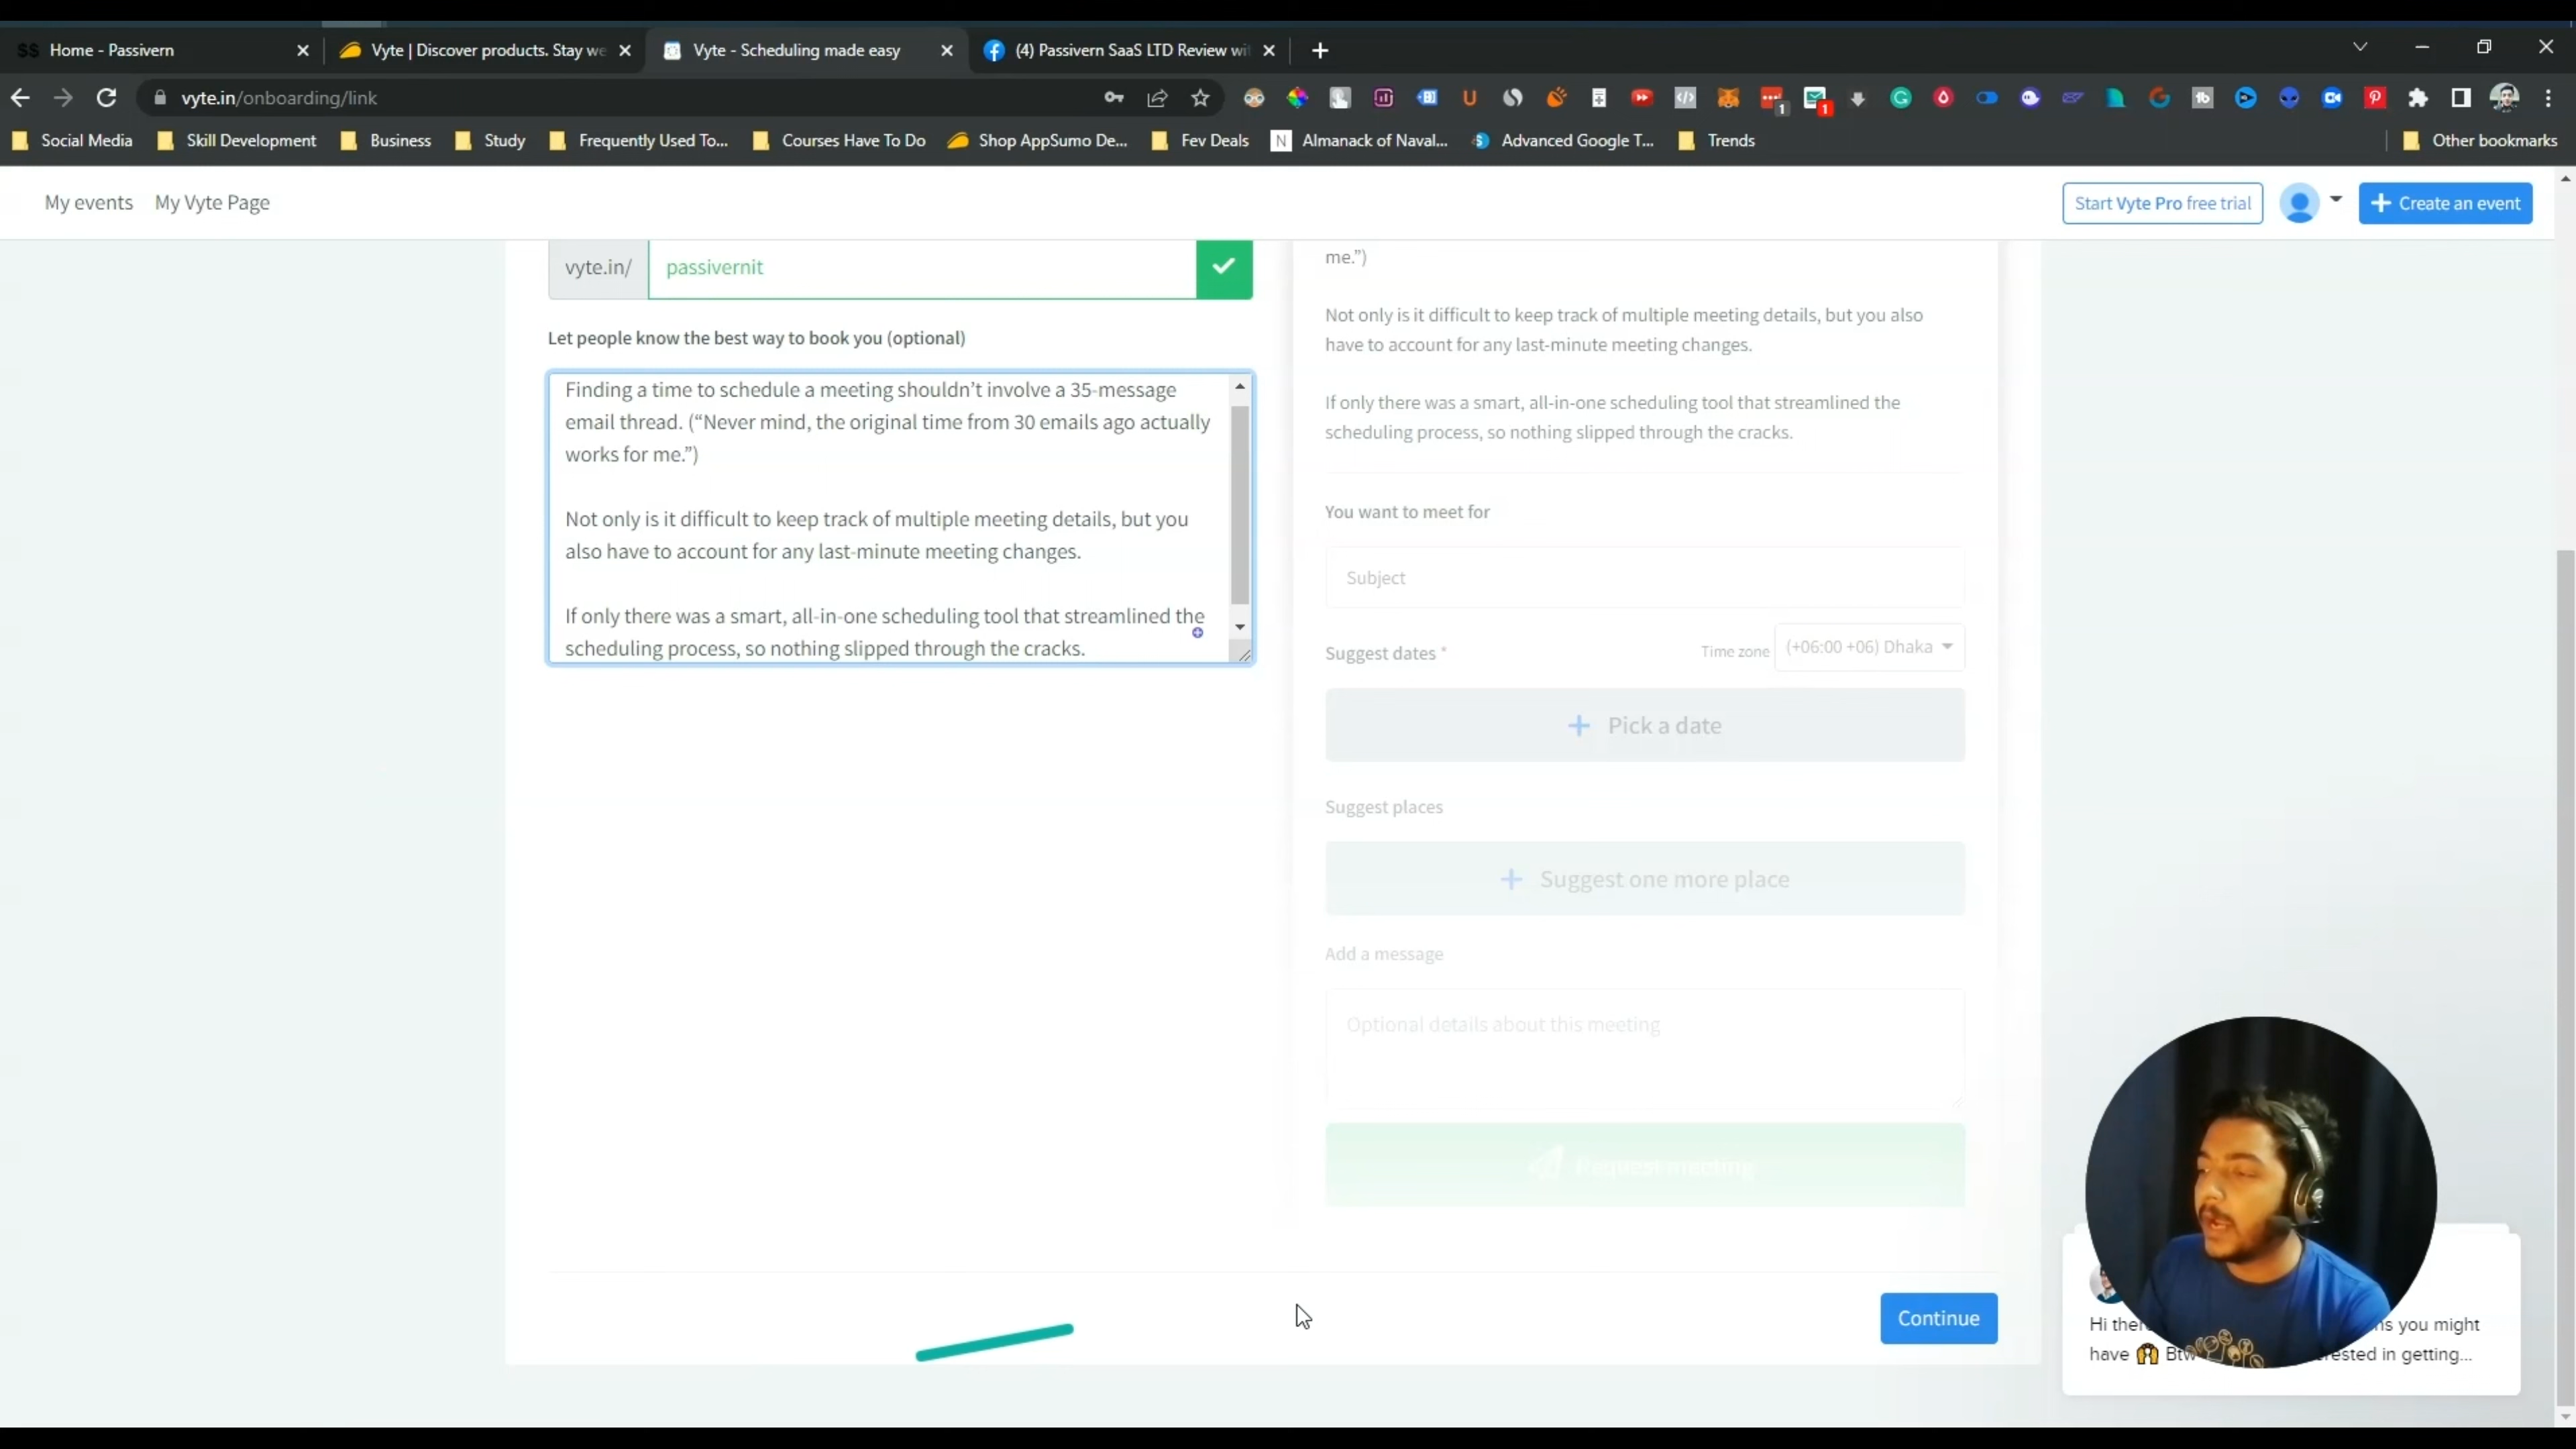 $$ Home - Passivern
Vyte | Discover products. Stay we
Vyte - Scheduling made easy
(4) Passivern SaaS LTD Review wit
vyte.in/onboarding/link
1
1
Social Media
Skill Development
Business
Study
Frequently Used To...
Courses Have To Do
Shop AppSumo De...
Fev Deals
N Almanack of Naval...
Advanced Google T...
Trends
Other bookmarks
My events
My Vyte Page
Start Vyte Pro free trial
Create an event
vyte.in/
passivernit
Let people know the best way to book you (optional)
Finding a time to schedule a meeting shouldn’t involve a 35-message
email thread. (“Never mind, the original time from 30 emails ago actually
works for me.”)
Not only is it difficult to keep track of multiple meeting details, but you
also have to account for any last-minute meeting changes.
If only there was a smart, all-in-one scheduling tool that streamlined the
scheduling process, so nothing slipped through the cracks.
me.”)
Not only is it difficult to keep track of multiple meeting details, but you also
have to account for any last-minute meeting changes.
If only there was a smart, all-in-one scheduling tool that streamlined the
scheduling process, so nothing slipped through the cracks.
You want to meet for
Subject
Suggest dates *
Time zone
(+06:00 +06) Dhaka
Pick a date
Suggest places
Suggest one more place
Add a message
Optional details about this meeting
Request meeting
Continue
Hi ther
ns you might
have
Btw
rested in getting...